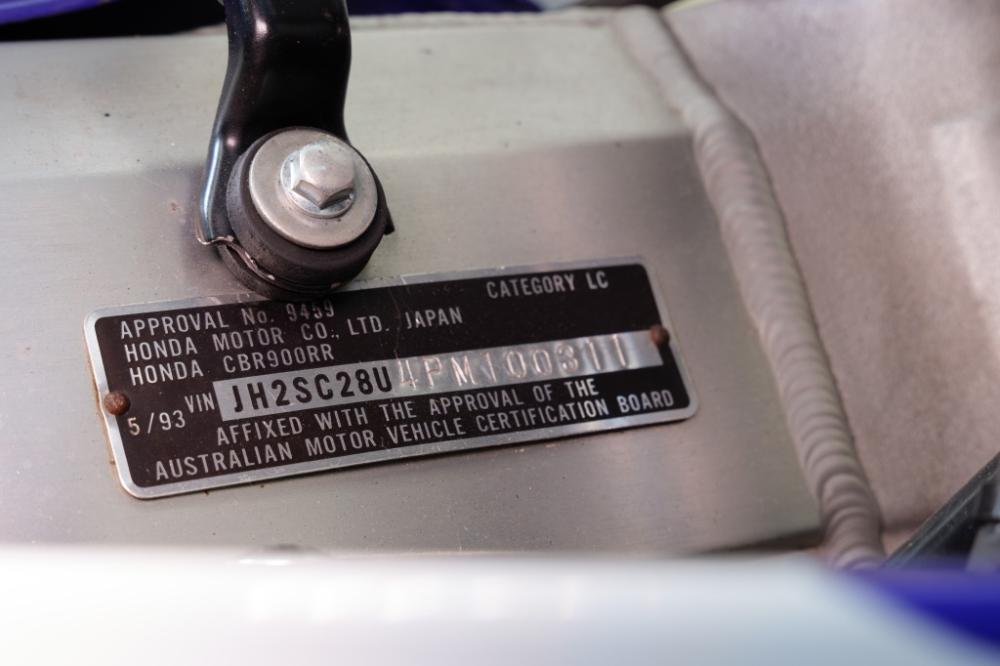 APPROVAL No. 9459 CATEGORY LC
HONDA MOTOR CO., LTD. JAPAN
HONDA CBR900RR
5/93 VIN JH2SC28U4PM100311
AFFIXED WITH THE APPROVAL OF THE
AUSTRALIAN MOTOR VEHICLE CERTIFICATION BOARD